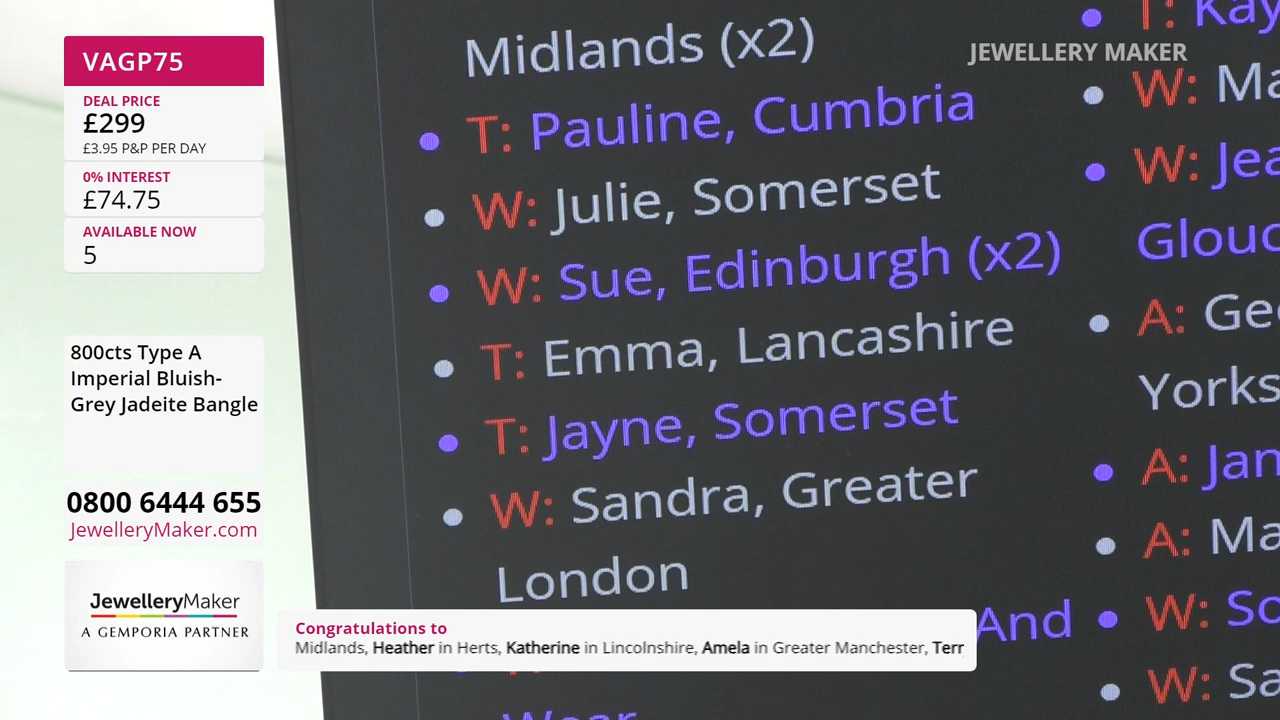 VAGP75
DEAL PRICE
£299
£3.95 P&P PER DAY
0% INTEREST
£74.75
AVAILABLE NOW
5
800cts Type A
Imperial Bluish-
Grey Jadeite Bangle
0800 6444 655
JewelleryMaker.com
JewelleryMaker
A GEMPORIA PARTNER
JEWELLERY MAKER
Midlands (x2)
T: Pauline, Cumbria
W: Julie, Somerset
W: Sue, Edinburgh (x2)
T: Emma, Lancashire
T: Jayne, Somerset
W: Sandra, Greater
London
And
Wear
T: Kay
W:
W:
A:
A:
A:
W:
W:
Congratulations to
Midlands, Heather in Herts, Katherine in Lincolnshire, Amela in Greater Manchester,